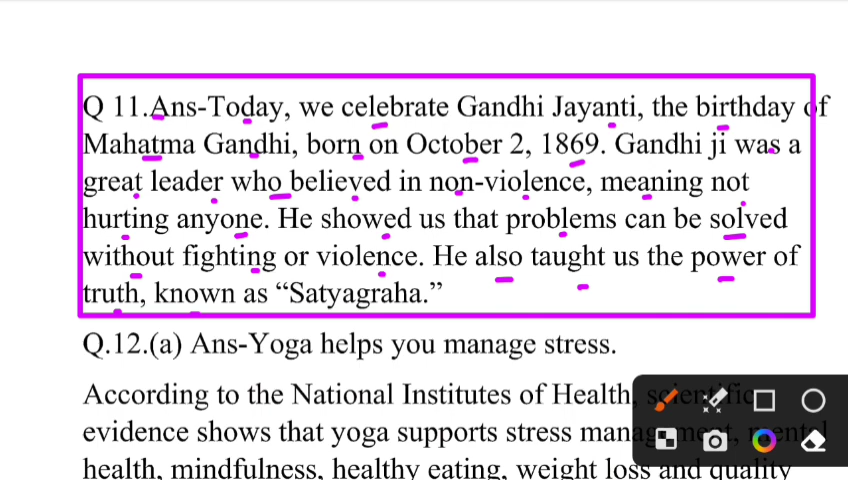 Q 11.Ans-Today, we celebrate Gandhi Jayanti, the birthday of
Mahatma Gandhi, born on October 2, 1869. Gandhi ji was a
great leader who believed in non-violence, meaning not
hurting anyone. He showed us that problems can be solved
without fighting or violence. He also taught us the power of
truth, known as “Satyagraha.”
Q.12.(a) Ans-Yoga helps you manage stress.
According to the National Institutes of Health, scientific
evidence shows that yoga supports stress management, mental
health, mindfulness, healthy eating, weight loss and quality